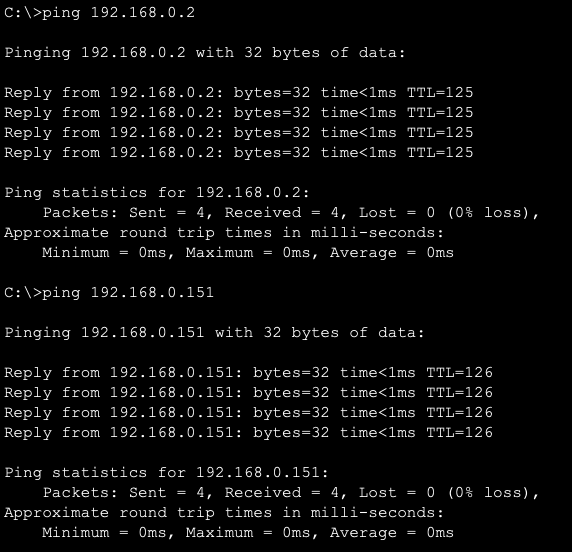 C:\>ping 192.168.0.2
Pinging 192.168.0.2 with 32 bytes of data:
Reply from 192.168.0.2: bytes=32 time<1ms TTL=125
Reply from 192.168.0.2: bytes=32 time<1ms TTL=125
Reply from 192.168.0.2: bytes=32 time<1ms TTL=125
Reply from 192.168.0.2: bytes=32 time<1ms TTL=125
Ping statistics for 192.168.0.2:
    Packets: Sent = 4, Received = 4, Lost = 0 (0% loss),
Approximate round trip times in milli-seconds:
    Minimum = 0ms, Maximum = 0ms, Average = 0ms
C:\>ping 192.168.0.151
Pinging 192.168.0.151 with 32 bytes of data:
Reply from 192.168.0.151: bytes=32 time<1ms TTL=126
Reply from 192.168.0.151: bytes=32 time<1ms TTL=126
Reply from 192.168.0.151: bytes=32 time<1ms TTL=126
Reply from 192.168.0.151: bytes=32 time<1ms TTL=126
Ping statistics for 192.168.0.151:
    Packets: Sent = 4, Received = 4, Lost = 0 (0% loss),
Approximate round trip times in milli-seconds:
    Minimum = 0ms, Maximum = 0ms, Average = 0ms